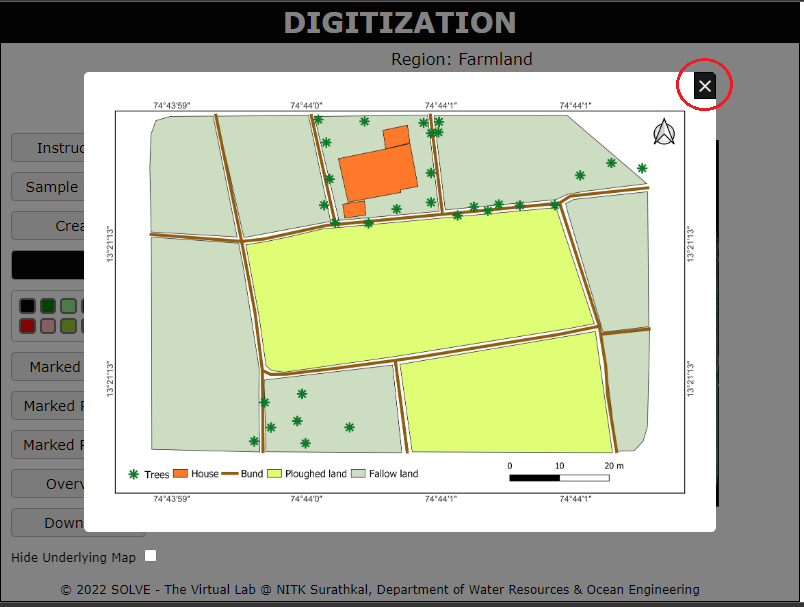 DIGITIZATION
Region: Farmland
74°43'59" 74°44'0" 74°44'1" 74°44'1"
Instruc
Sample
Crea
13°21'13" 13°21'13"
Marked
13°21'13" 13°21'13"
Marked F
Marked F
Trees House Bund Ploughed land Fallow land
0 10 20 m
Overv
74°43'59" 74°44'0" 74°44'1" 74°44'1"
Down
Hide Underlying Map
© 2022 SOLVE - The Virtual Lab @ NITK Surathkal, Department of Water Resources & Ocean Engineering